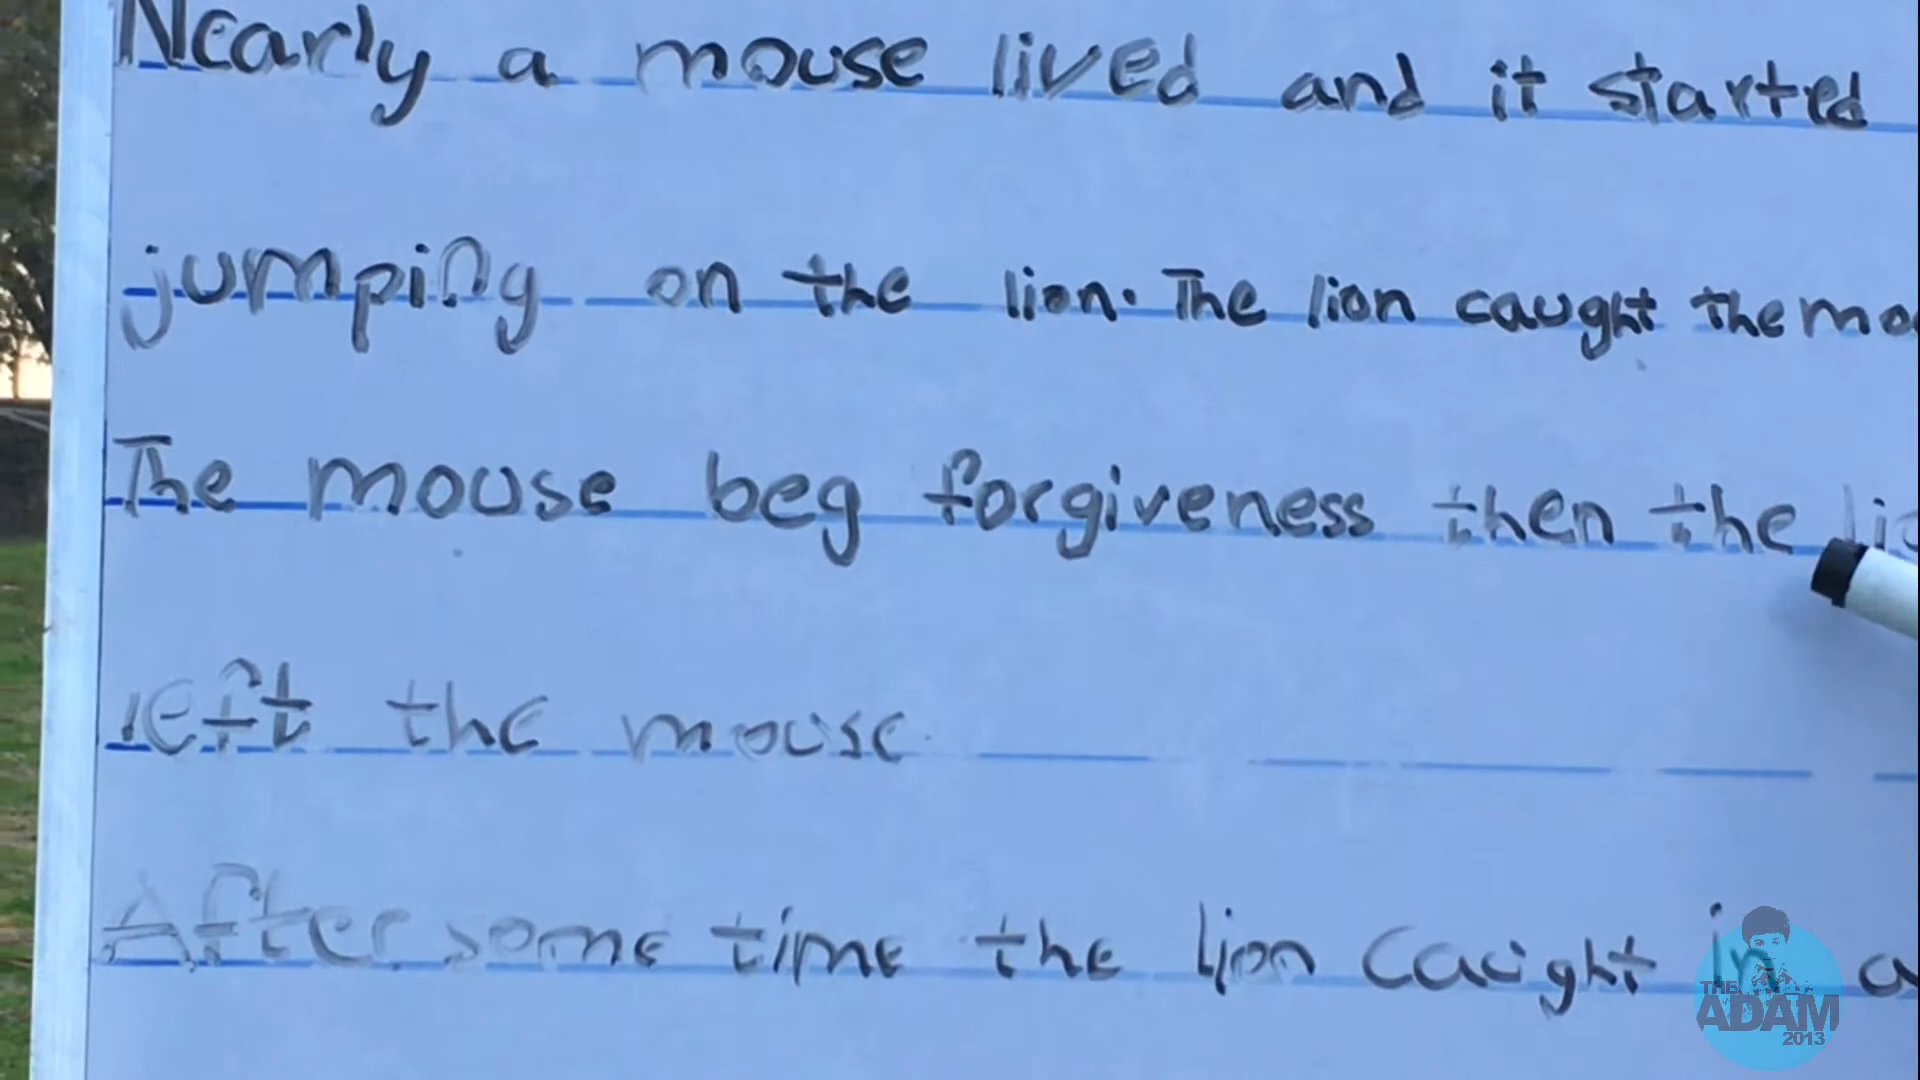 Nearly a mouse lived and it started
jumping on the lion. The lion caught the
The mouse beg forgiveness then the
left the mouse.
After some time the lion caught in
THE
ADAM
2013